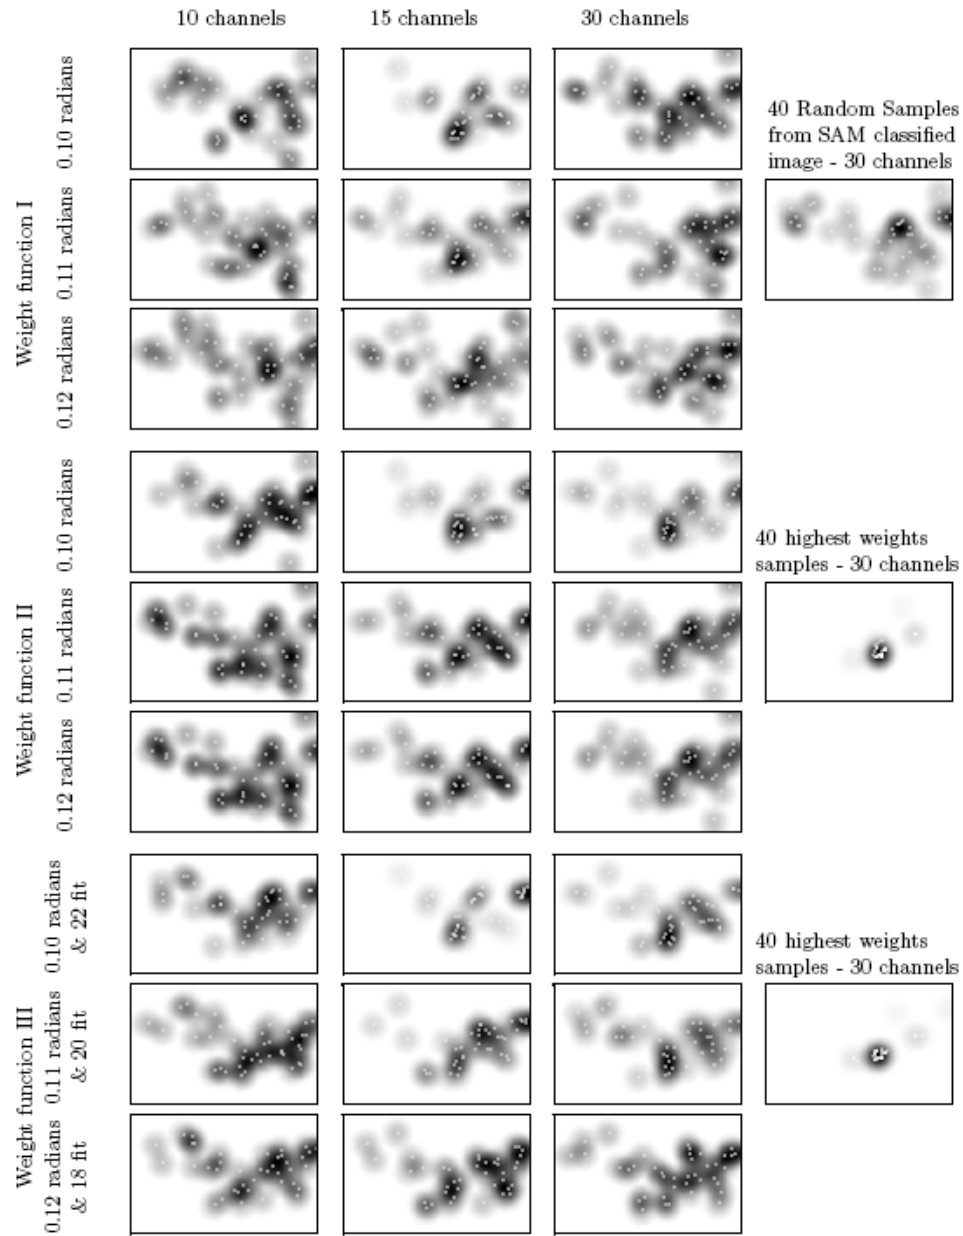 10 channels
15 channels
30 channels
Weight function I
0.10 radians
0.11 radians
0.12 radians
40 Random Samples
from SAM classified
image - 30 channels
Weight function II
0.10 radians
0.11 radians
0.12 radians
40 highest weights
samples - 30 channels
Weight function III
0.10 radians
& 22 fit
0.11 radians
& 20 fit
0.12 radians
& 18 fit
40 highest weights
samples - 30 channels